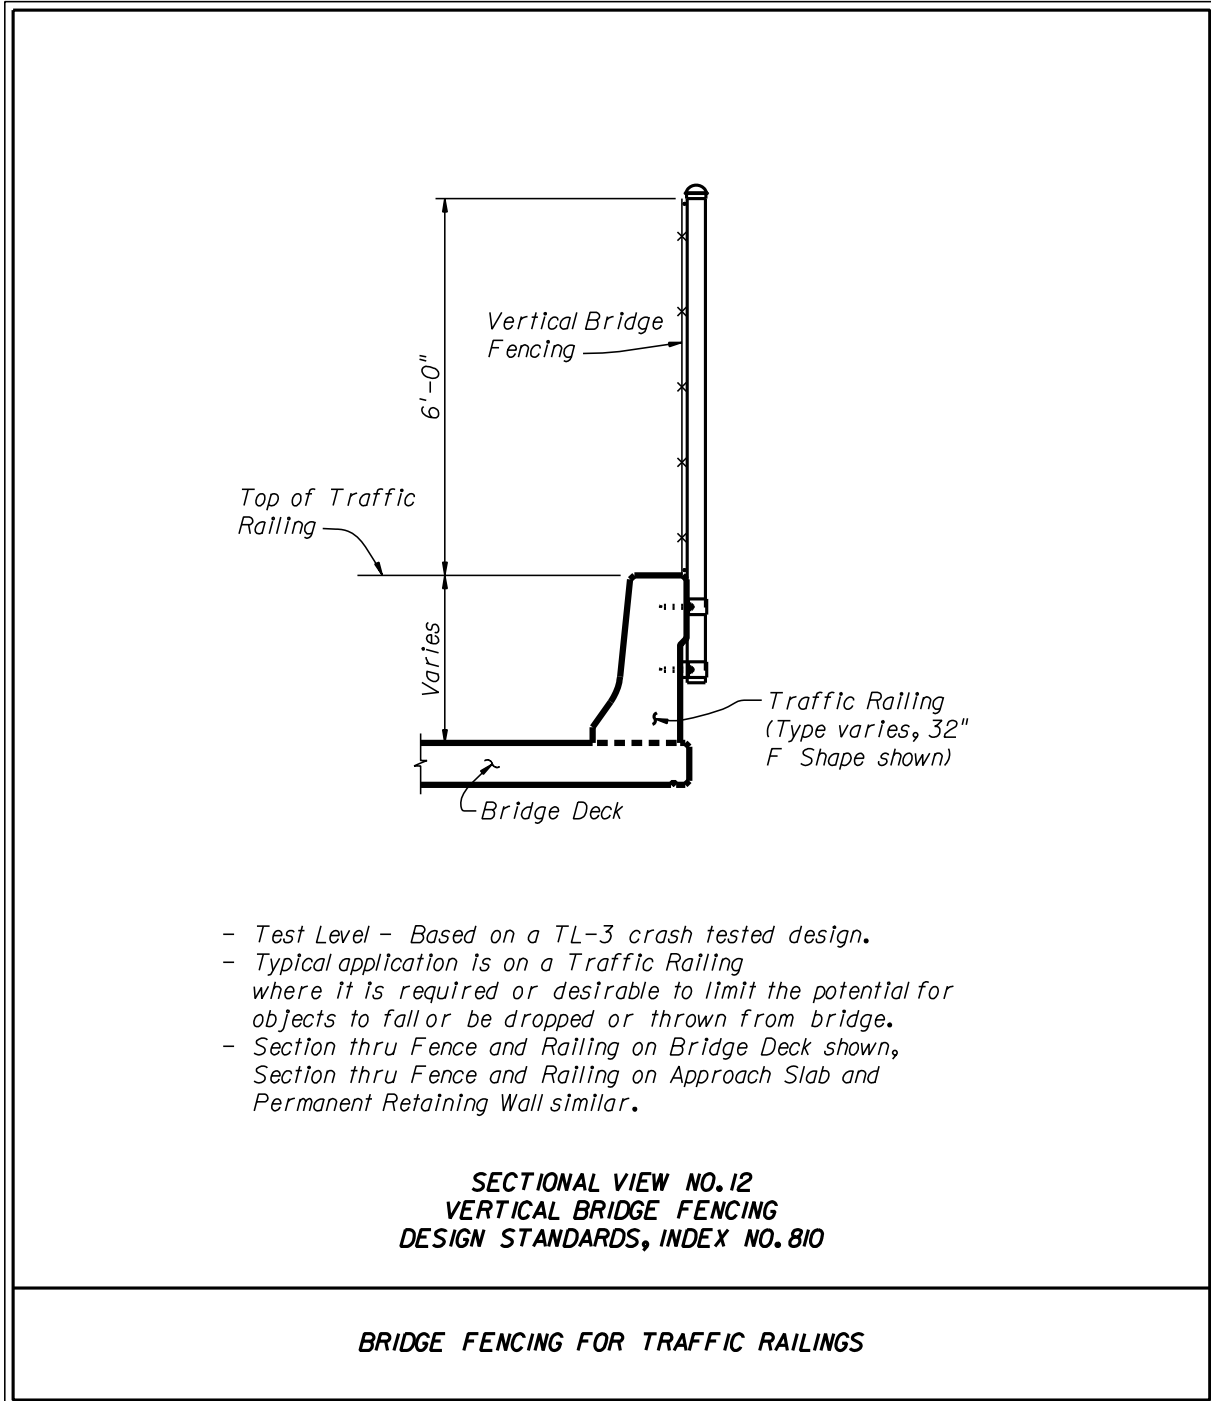 Vertical Bridge
Fencing
6'-0"
Top of Traffic
Railing
Varies
Traffic Railing
(Type varies, 32"
F Shape shown)
Bridge Deck
- Test Level - Based on a TL-3 crash tested design.
- Typical application is on a Traffic Railing
where it is required or desirable to limit the potential for
objects to fall or be dropped or thrown from bridge.
- Section thru Fence and Railing on Bridge Deck shown,
Section thru Fence and Railing on Approach Slab and
Permanent Retaining Wall similar.
SECTIONAL VIEW NO. 12
VERTICAL BRIDGE FENCING
DESIGN STANDARDS, INDEX NO. 810
BRIDGE FENCING FOR TRAFFIC RAILINGS